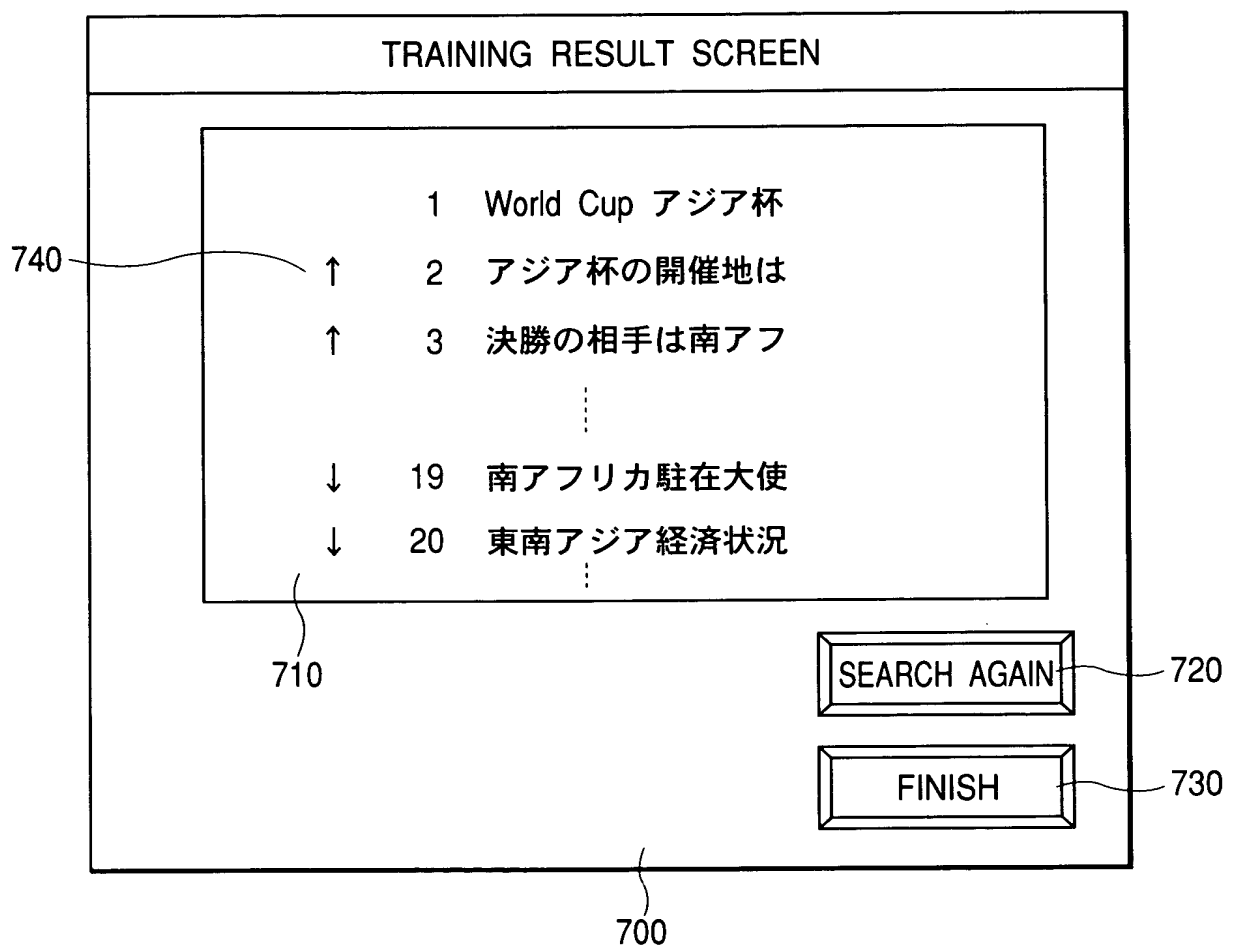 TRAINING RESULT SCREEN
1 World Cup アジア杯
740
↑ 2 アジア杯の開催地は
↑ 3 決勝の相手は南アフ
↓ 19 南アフリカ駐在大使
↓ 20 東南アジア経済状況
710
SEARCH AGAIN
720
FINISH
730
700